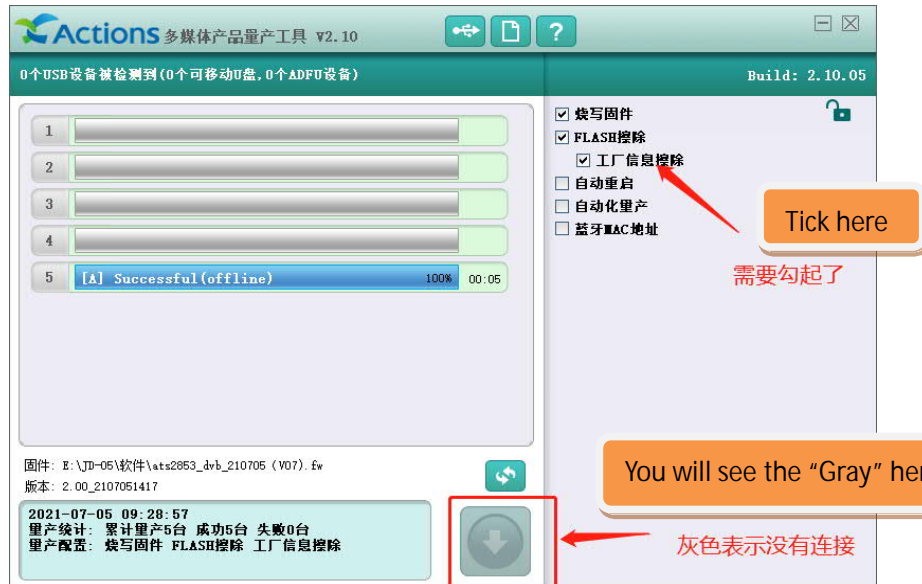 Actions 多媒体产品量产工具 V2.10
0个USB设备被检测到(0个可移动U盘,0个ADFU设备)
Build: 2.10.05
1
2
3
4
5 [A] Successful(offline) 100% 00:05
烧写固件
FLASH擦除
工厂信息擦除
自动重启
自动化量产
蓝牙MAC地址
Tick here
需要勾起了
固件: E:\JD-05\软件\ats2853_dvb_210705 (V07).fw
版本: 2.00_2107051417
You will see the “Gray” her
2021-07-05 09:28:57
量产统计: 累计量产5台 成功5台 失败0台
量产配置: 烧写固件 FLASH擦除 工厂信息擦除
灰色表示没有连接